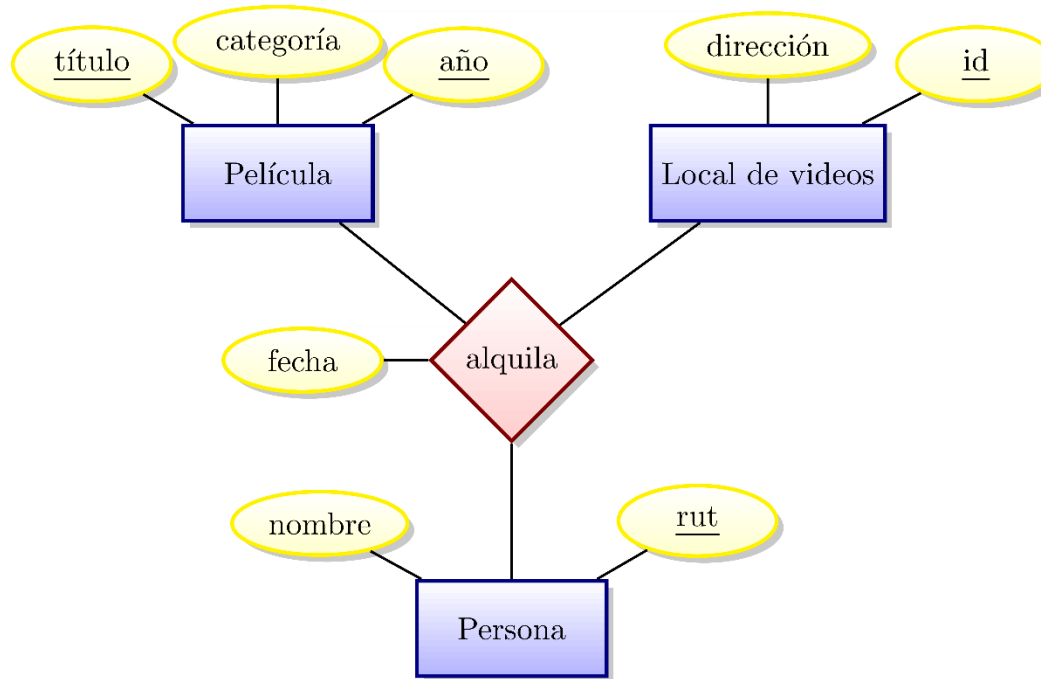 título
categoría
año
dirección
id
Película
Local de videos
fecha
alquila
nombre
rut
Persona